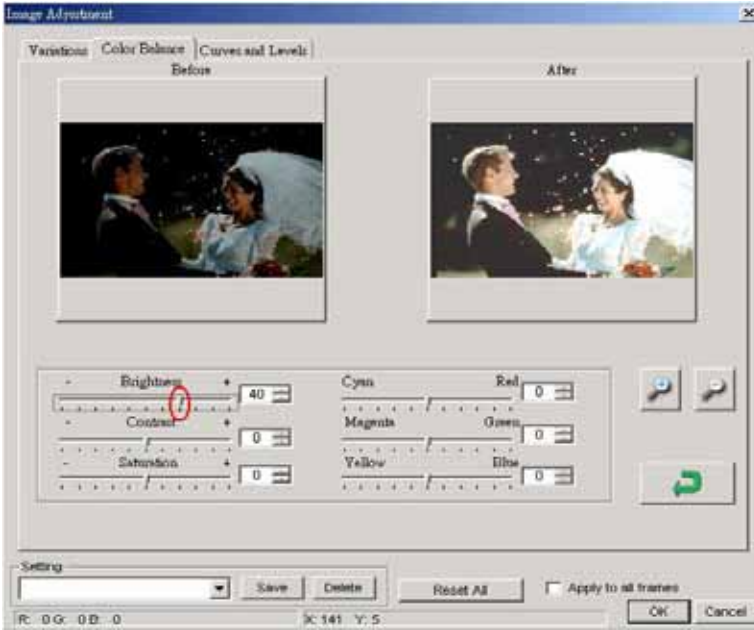 Image Adjustment
Variations Color Balance Curves and Levels
Before After
- Brightness + 40 Cyan Red 0
- Contrast + 0 Magenta Green 0
- Saturation + 0 Yellow Blue 0
Setting
Save Delete Reset All Apply to all frames
OK Cancel
R: 0 G: 0 B: 0 X: 141 Y: 5